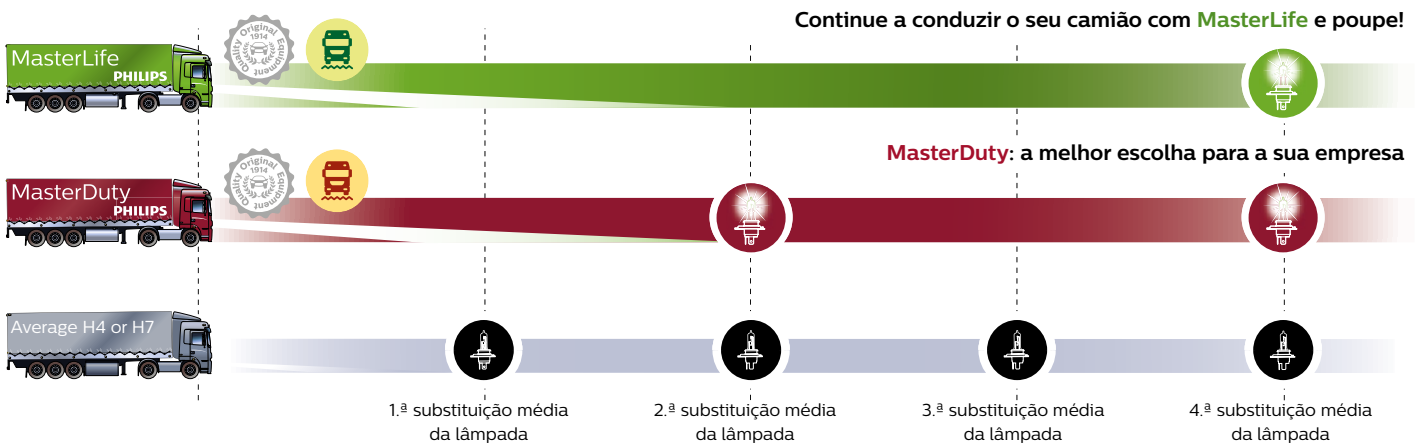 Continue a conduzir o seu camião com MasterLife e poupe!
MasterLife
PHILIPS
Original
1914
Quality Equipment
MasterDuty: a melhor escolha para a sua empresa
MasterDuty
PHILIPS
Original
1914
Quality Equipment
Average H4 or H7
1.ª substituição média
da lâmpada
2.ª substituição média
da lâmpada
3.ª substituição média
da lâmpada
4.ª substituição média
da lâmpada